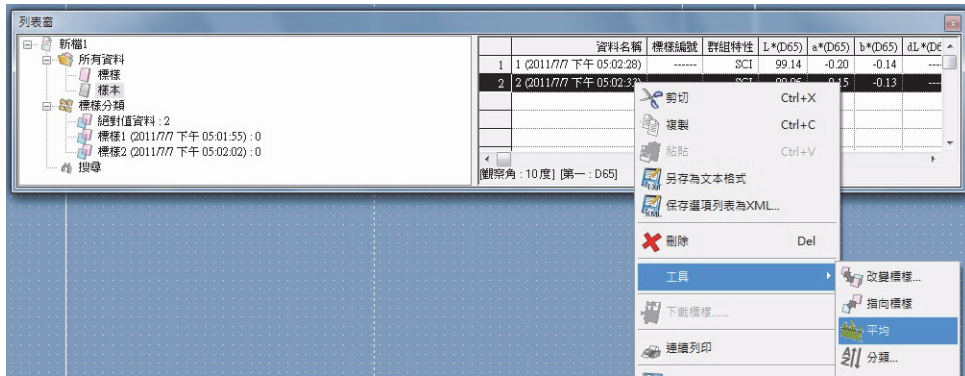 列表窗
新檔1
所有資料
標樣
樣本
標樣分類
絕對值資料 : 2
標樣1 (2011/7/7 下午 05:01:55) : 0
標樣2 (2011/7/7 下午 05:02:02) : 0
搜尋
資料名稱 標樣編號 群組特性 L*(D65) a*(D65) b*(D65) dL*(D6
1 1 (2011/7/7 下午 05:02:28) ------ SCI 99.14 -0.20 -0.14 ---
2 2 (2011/7/7 下午 05:02:33) -0.13 ---
[觀察角 : 10 度] [第一 : D65]
剪切 Ctrl+X
複製 Ctrl+C
粘貼 Ctrl+V
另存為文本格式
保存選項列表為XML...
刪除 Del
工具
下載標樣......
連續列印
改變標樣...
指向標樣
平均
分類...